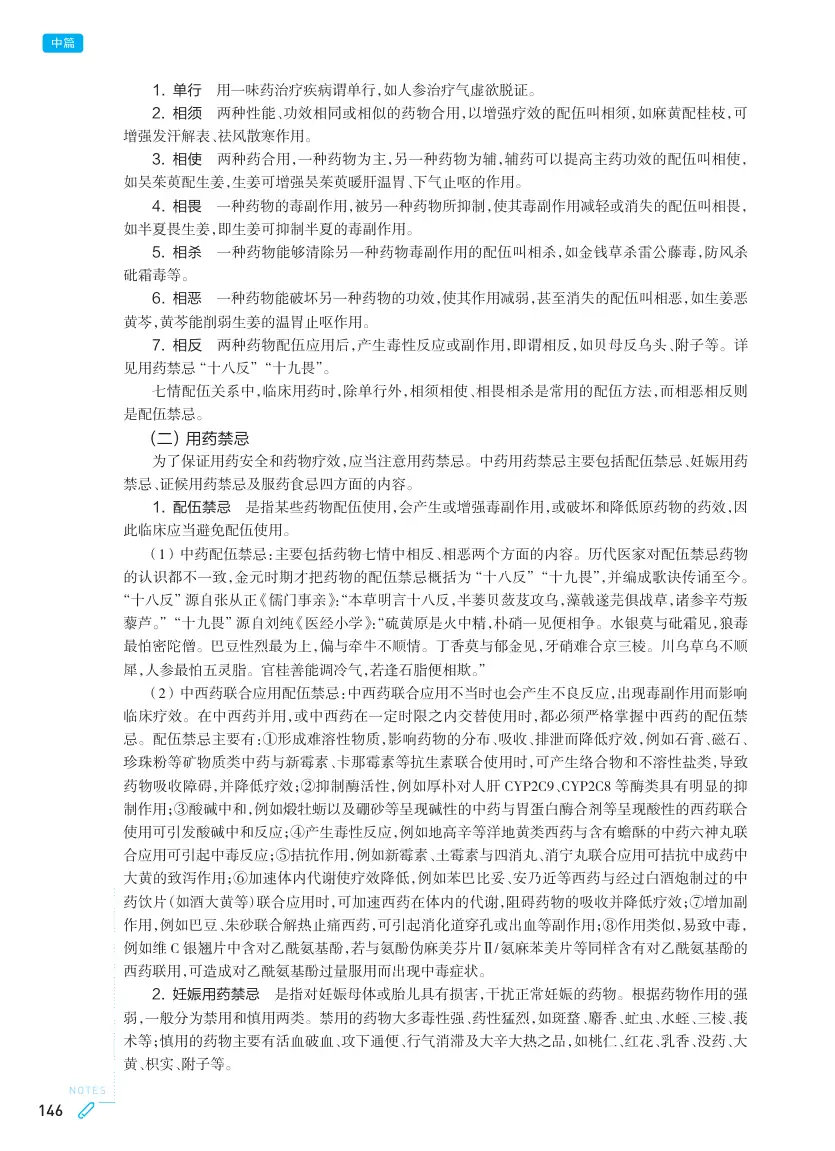 中篇
1. 单行　用一味药治疗疾病谓单行,如人参治疗气虚欲脱证。
2. 相须　两种性能、功效相同或相似的药物合用,以增强疗效的配伍叫相须,如麻黄配桂枝,可
增强发汗解表、祛风散寒作用。
3. 相使　两种药合用,一种药物为主,另一种药物为辅,辅药可以提高主药功效的配伍叫相使,
如吴茱萸配生姜,生姜可增强吴茱萸暖肝温胃、下气止呕的作用。
4. 相畏　一种药物的毒副作用,被另一种药物所抑制,使其毒副作用减轻或消失的配伍叫相畏,
如半夏畏生姜,即生姜可抑制半夏的毒副作用。
5. 相杀　一种药物能够清除另一种药物毒副作用的配伍叫相杀,如金钱草杀雷公藤毒,防风杀
砒霜毒等。
6. 相恶　一种药物能破坏另一种药物的功效,使其作用减弱,甚至消失的配伍叫相恶,如生姜恶
黄芩,黄芩能削弱生姜的温胃止呕作用。
7. 相反　两种药物配伍应用后,产生毒性反应或副作用,即谓相反,如贝母反乌头、附子等。详
见用药禁忌“十八反”“十九畏”。
七情配伍关系中,临床用药时,除单行外,相须相使、相畏相杀是常用的配伍方法,而相恶相反则
是配伍禁忌。
（二）用药禁忌
为了保证用药安全和药物疗效,应当注意用药禁忌。中药用药禁忌主要包括配伍禁忌、妊娠用药
禁忌、证候用药禁忌及服药食忌四方面的内容。
1. 配伍禁忌　是指某些药物配伍使用,会产生或增强毒副作用,或破坏和降低原药物的药效,因
此临床应当避免配伍使用。
（1）中药配伍禁忌:主要包括药物七情中相反、相恶两个方面的内容。历代医家对配伍禁忌药物
的认识都不一致,金元时期才把药物的配伍禁忌概括为“十八反”“十九畏”,并编成歌诀传诵至今。
“十八反”源自张从正《儒门事亲》:“本草明言十八反,半蒌贝蔹芨攻乌,藻戟遂芫俱战草,诸参辛芍叛
藜芦。”“十九畏”源自刘纯《医经小学》:“硫黄原是火中精,朴硝一见便相争。水银莫与砒霜见,狼毒
最怕密陀僧。巴豆性烈最为上,偏与牵牛不顺情。丁香莫与郁金见,牙硝难合京三棱。川乌草乌不顺
犀,人参最怕五灵脂。官桂善能调冷气,若逢石脂便相欺。”
（2）中西药联合应用配伍禁忌:中西药联合应用不当时也会产生不良反应,出现毒副作用而影响
临床疗效。在中西药并用,或中西药在一定时限之内交替使用时,都必须严格掌握中西药的配伍禁
忌。配伍禁忌主要有:①形成难溶性物质,影响药物的分布、吸收、排泄而降低疗效,例如石膏、磁石、
珍珠粉等矿物质类中药与新霉素、卡那霉素等抗生素联合使用时,可产生络合物和不溶性盐类,导致
药物吸收障碍,并降低疗效;②抑制酶活性,例如厚朴对人肝 CYP2C9、CYP2C8 等酶类具有明显的抑
制作用;③酸碱中和,例如煅牡蛎以及硼砂等呈现碱性的中药与胃蛋白酶合剂等呈现酸性的西药联合
使用可引发酸碱中和反应;④产生毒性反应,例如地高辛等洋地黄类西药与含有蟾酥的中药六神丸联
合应用可引起中毒反应;⑤拮抗作用,例如新霉素、土霉素与四消丸、消宁丸联合应用可拮抗中成药中
大黄的致泻作用;⑥加速体内代谢使疗效降低,例如苯巴比妥、安乃近等西药与经过白酒炮制过的中
药饮片(如酒大黄等)联合应用时,可加速西药在体内的代谢,阻碍药物的吸收并降低疗效;⑦增加副
作用,例如巴豆、朱砂联合解热止痛西药,可引起消化道穿孔或出血等副作用;⑧作用类似,易致中毒,
例如维 C 银翘片中含对乙酰氨基酚,若与氨酚伪麻美芬片Ⅱ/氨麻苯美片等同样含有对乙酰氨基酚的
西药联用,可造成对乙酰氨基酚过量服用而出现中毒症状。
2. 妊娠用药禁忌　是指对妊娠母体或胎儿具有损害,干扰正常妊娠的药物。根据药物作用的强
弱,一般分为禁用和慎用两类。禁用的药物大多毒性强、药性猛烈,如斑蝥、麝香、虻虫、水蛭、三棱、莪
术等;慎用的药物主要有活血破血、攻下通便、行气消滞及大辛大热之品,如桃仁、红花、乳香、没药、大
黄、枳实、附子等。
NOTES
146